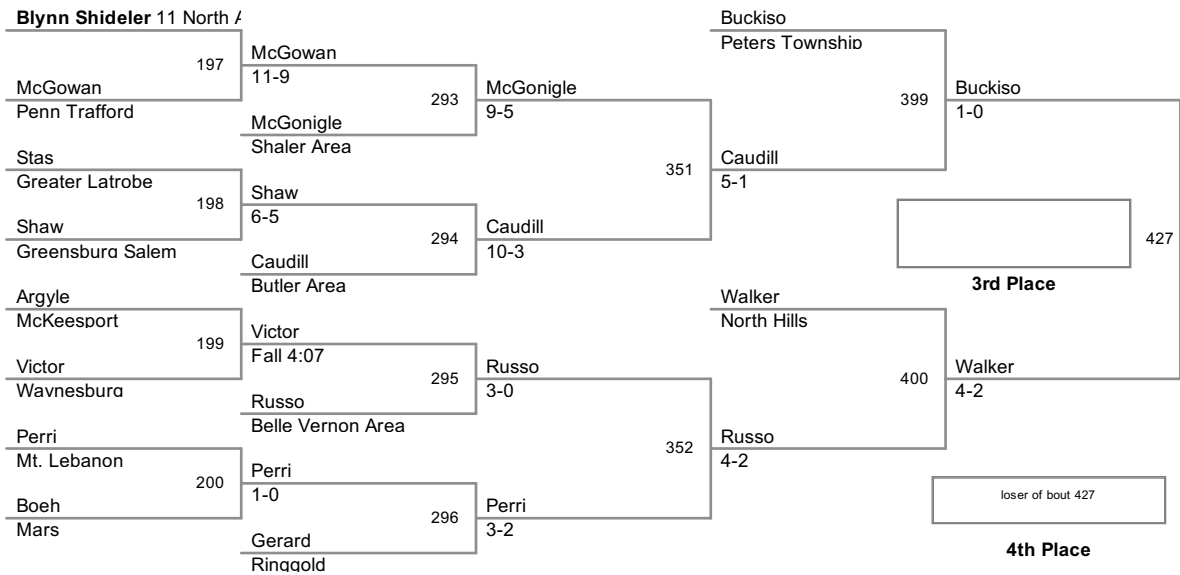 Blynn Shideler 11 North
197
McGowan
Penn Trafford
McGowan
11-9
293
McGonigle
Shaler Area
McGonigle
9-5
Stas
Greater Latrobe
198
Shaw
Greensburg Salem
Shaw
6-5
294
Caudill
Butler Area
Caudill
10-3
351
Caudill
5-1
Buckiso
Peters Township
399
Buckiso
1-0
Argyle
McKeesport
199
Victor
Waynesburg
Victor
Fall 4:07
295
Russo
Belle Vernon Area
Russo
3-0
Perri
Mt. Lebanon
200
Boeh
Mars
Perri
1-0
296
Gerard
Ringgold
Perri
3-2
352
Russo
4-2
Walker
North Hills
400
Walker
4-2
427
3rd Place
loser of bout 427
4th Place